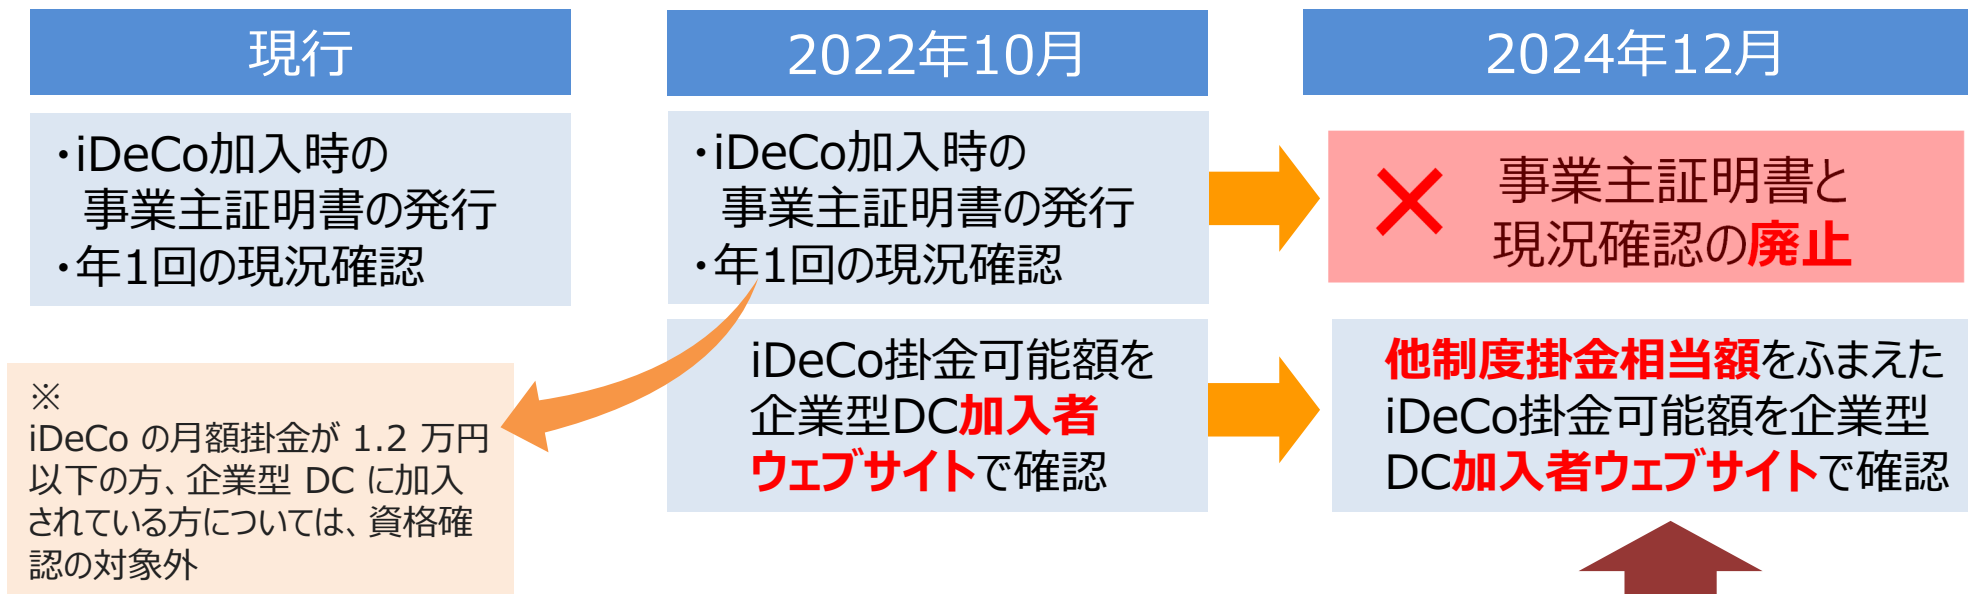 現行
・iDeCo加入時の
事業主証明書の発行
・年1回の現況確認
※
iDeCo の月額掛金が 1.2 万円
以下の方、企業型 DC に加入
されている方については、資格確
認の対象外
2022年10月
・iDeCo加入時の
事業主証明書の発行
・年1回の現況確認
iDeCo掛金可能額を
企業型DC加入者
ウェブサイトで確認
2024年12月
× 事業主証明書と
現況確認の廃止
他制度掛金相当額をふまえた
iDeCo掛金可能額を企業型
DC加入者ウェブサイトで確認